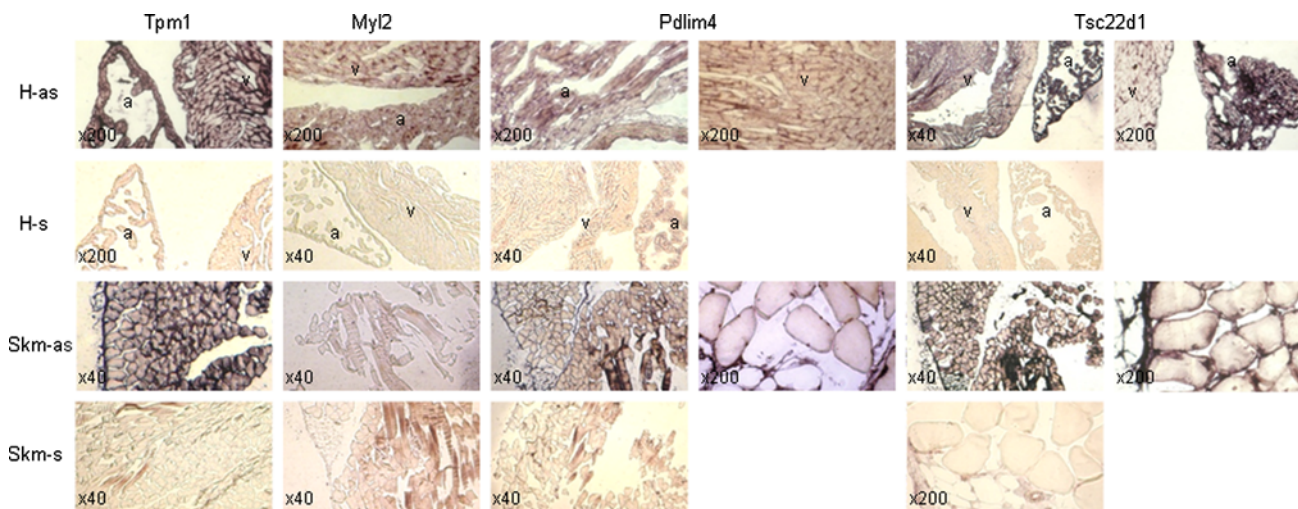 Tpm1 Myl2 Pdlim4 Tsc22d1
H-as
a v x200
v a x200
a x200
v x200
v a x40
v a x200
H-s
a v x200
a v x40
v a x40
v a x40
Skm-as
x40
x40
x40
x200
x40
x200
Skm-s
x40
x40
x40
x200